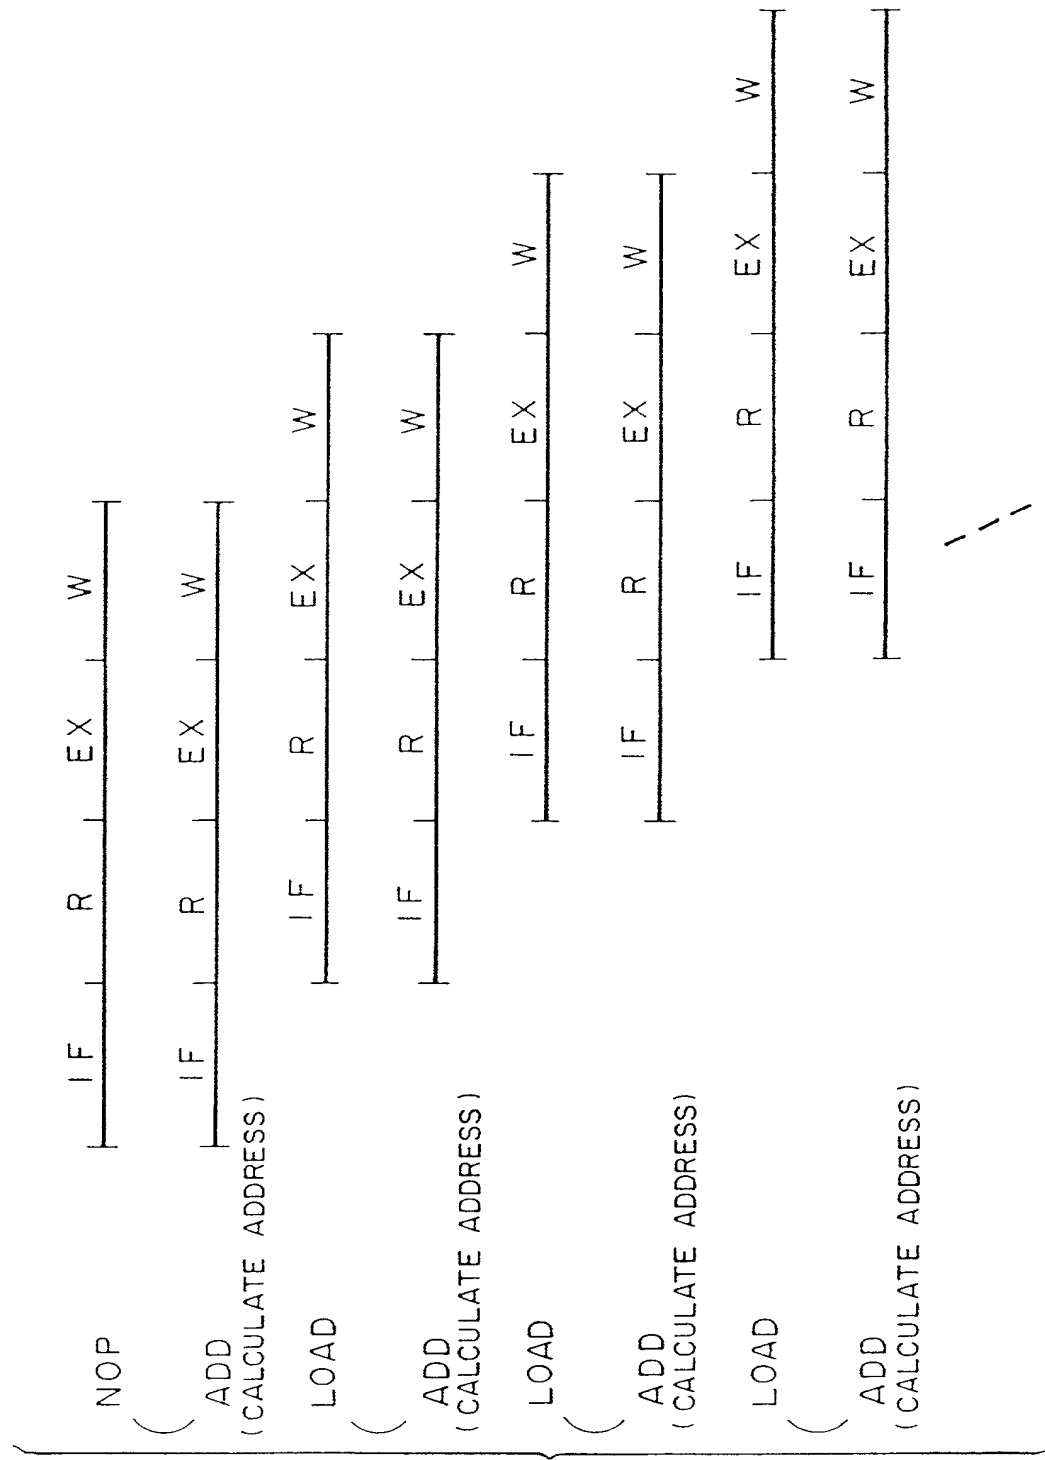 NOP IF R EX W
ADD IF R EX W
(CALCULATE ADDRESS)
LOAD IF R EX W
ADD IF R EX W
(CALCULATE ADDRESS)
LOAD IF R EX W
ADD IF R EX W
(CALCULATE ADDRESS)
LOAD IF R EX W
ADD IF R EX W
(CALCULATE ADDRESS)